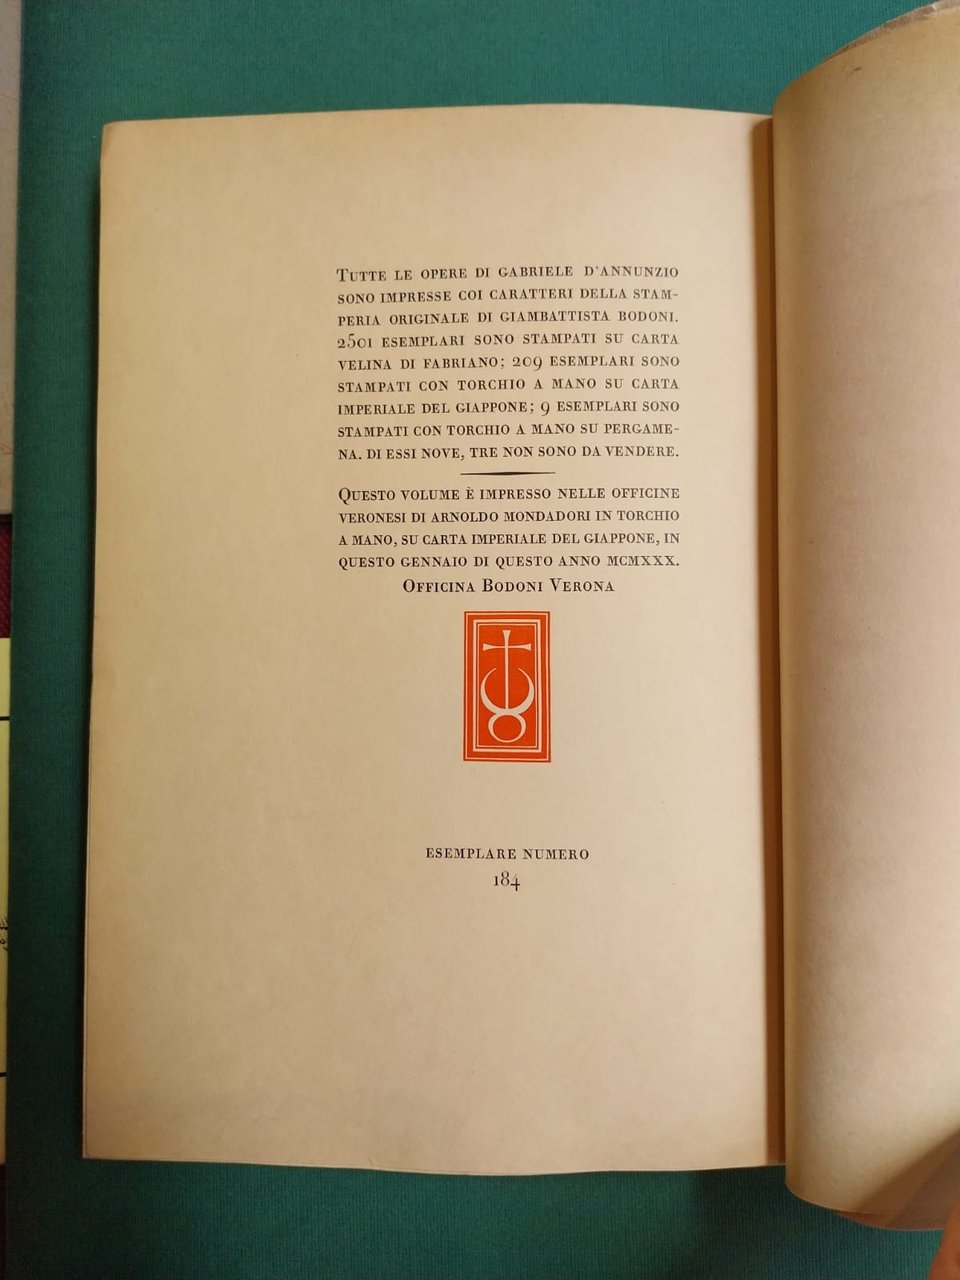 Tutte le opere di Gabriele d'Annunzio
sono impresse coi caratteri della stam-
peria originale di Giambattista Bodoni.
2501 esemplari sono stampati su carta
velina di Fabriano; 209 esemplari sono
stampati con torchio a mano su carta
imperiale del Giappone; 9 esemplari sono
stampati con torchio a mano su pergame-
na. Di essi nove, tre non sono da vendere.
Questo volume è impresso nelle officine
veronesi di Arnoldo Mondadori in torchio
a mano, su carta imperiale del Giappone, in
questo gennaio di questo anno MCMXXX.
Officina Bodoni Verona
esemplare numero
184